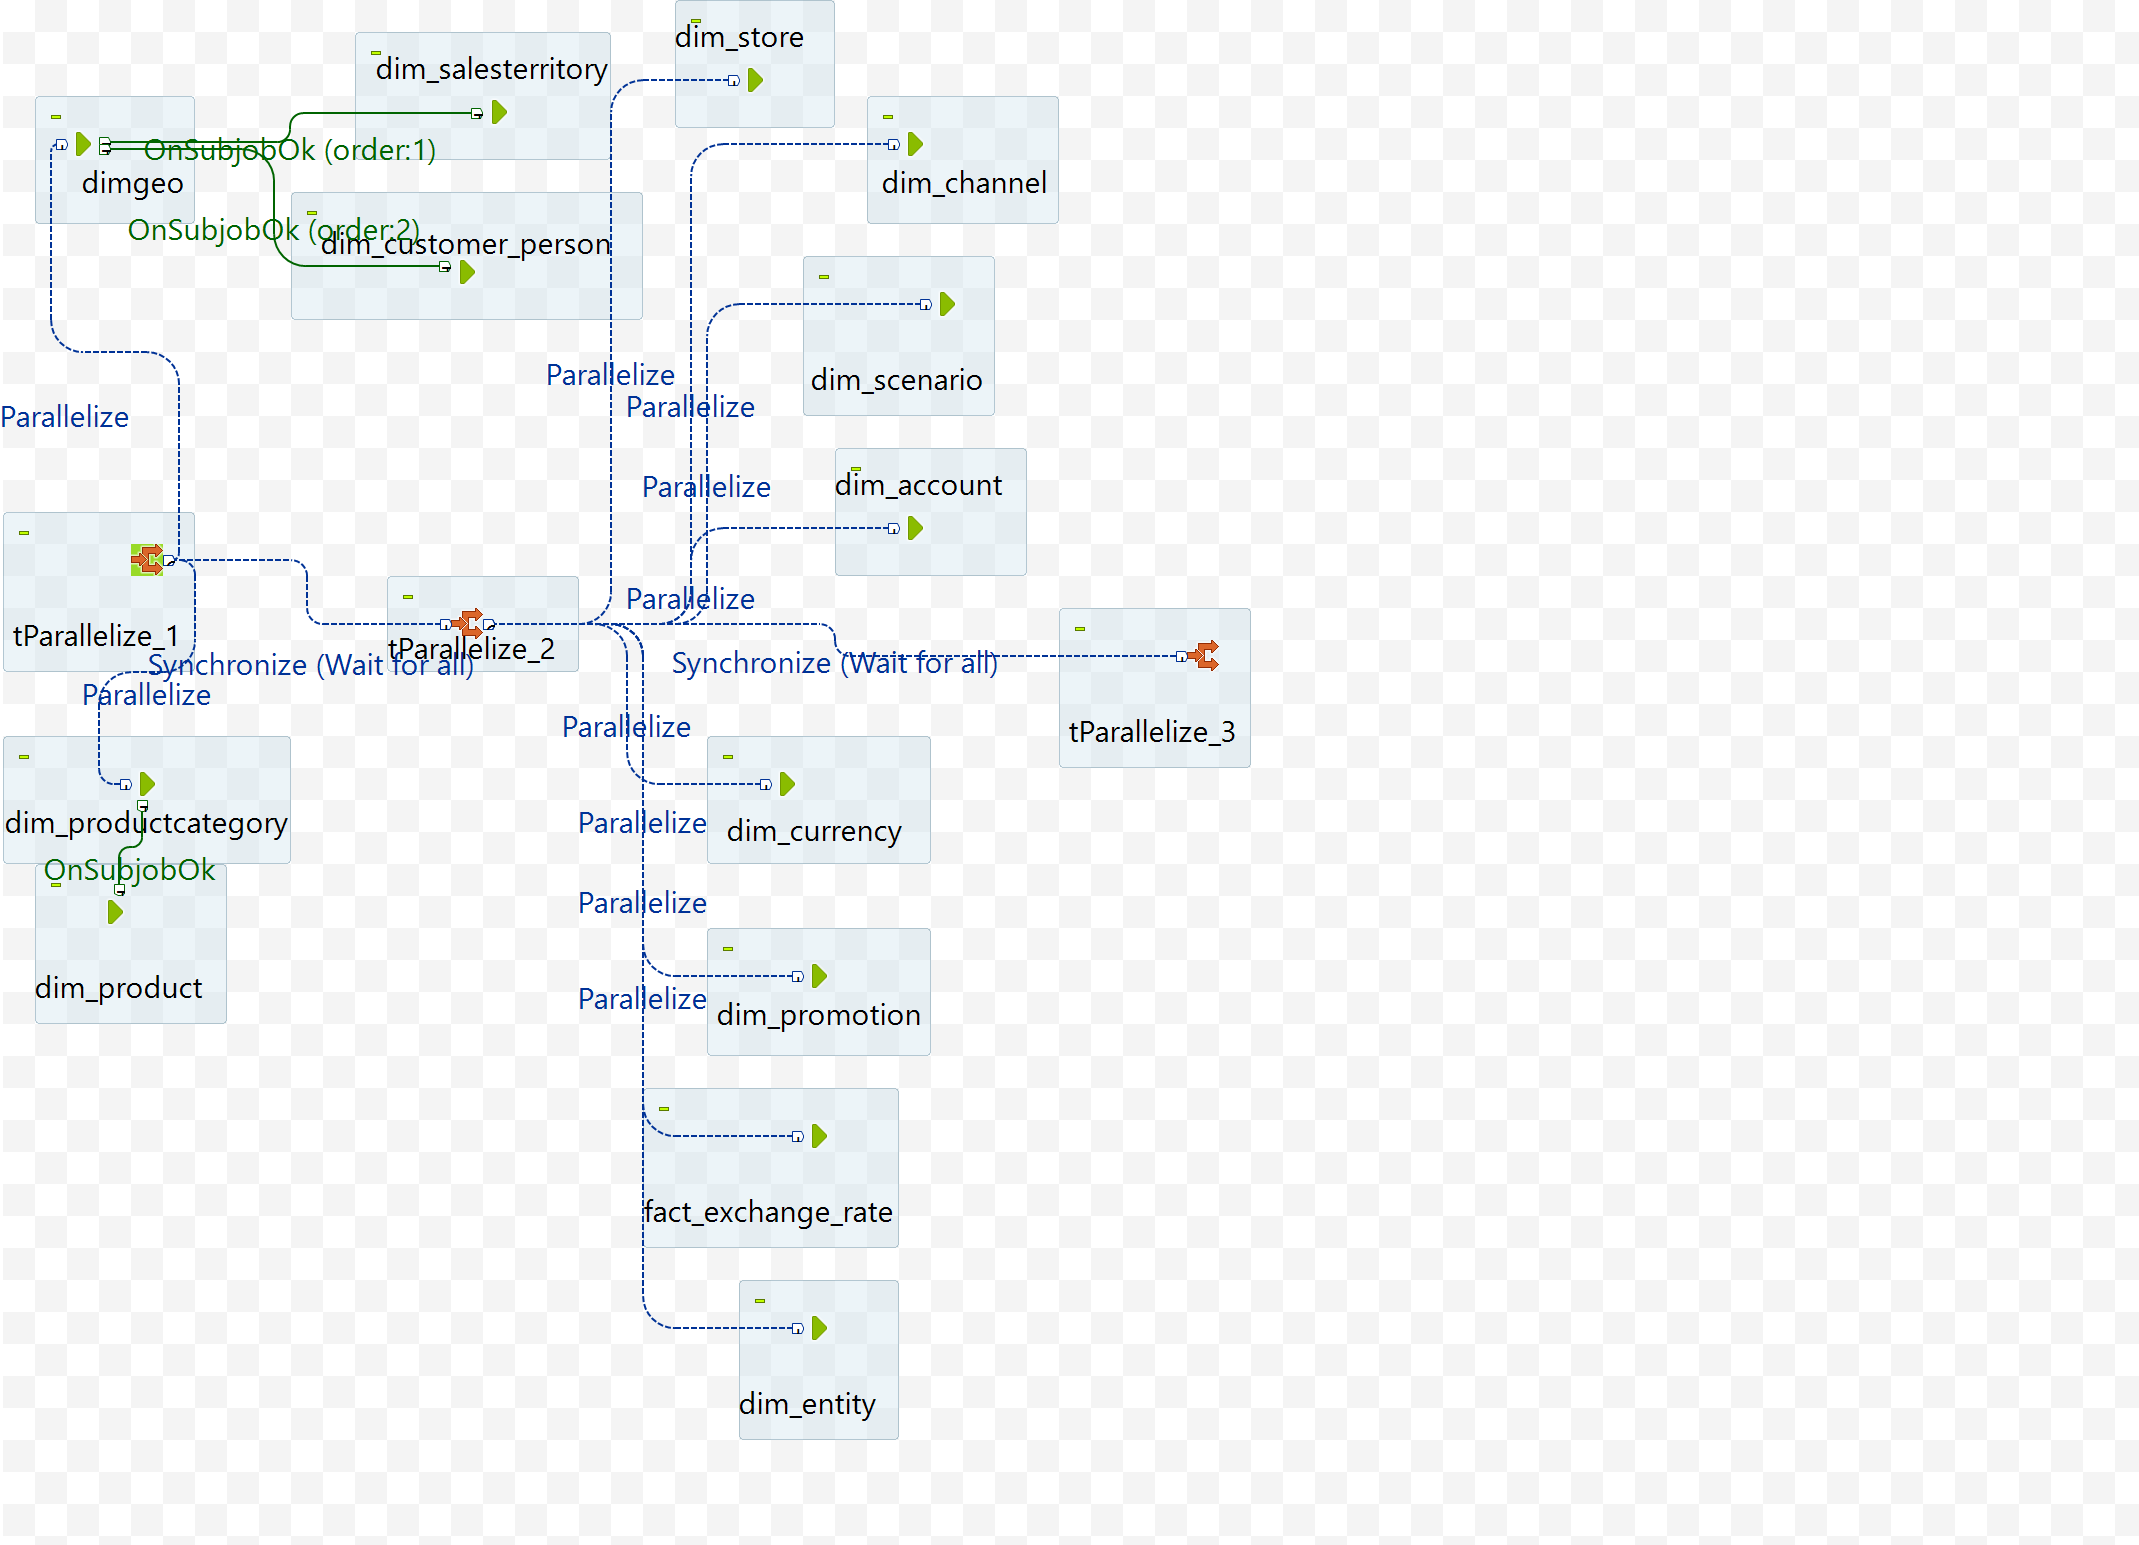 dim_store
dim_salesterritory
OnSubjobOk (order:1)
dimgeo
dim_channel
OnSubjobOk (order:2)
dim_customer_person
Parallelize
dim_scenario
Parallelize
Parallelize
dim_account
Parallelize
Parallelize
tParallelize_1
tParallelize_2
Synchronize (Wait for all)
Synchronize (Wait for all)
Parallelize
Parallelize
tParallelize_3
dim_productcategory
Parallelize
dim_currency
OnSubjobOk
Parallelize
dim_product
Parallelize
dim_promotion
fact_exchange_rate
dim_entity